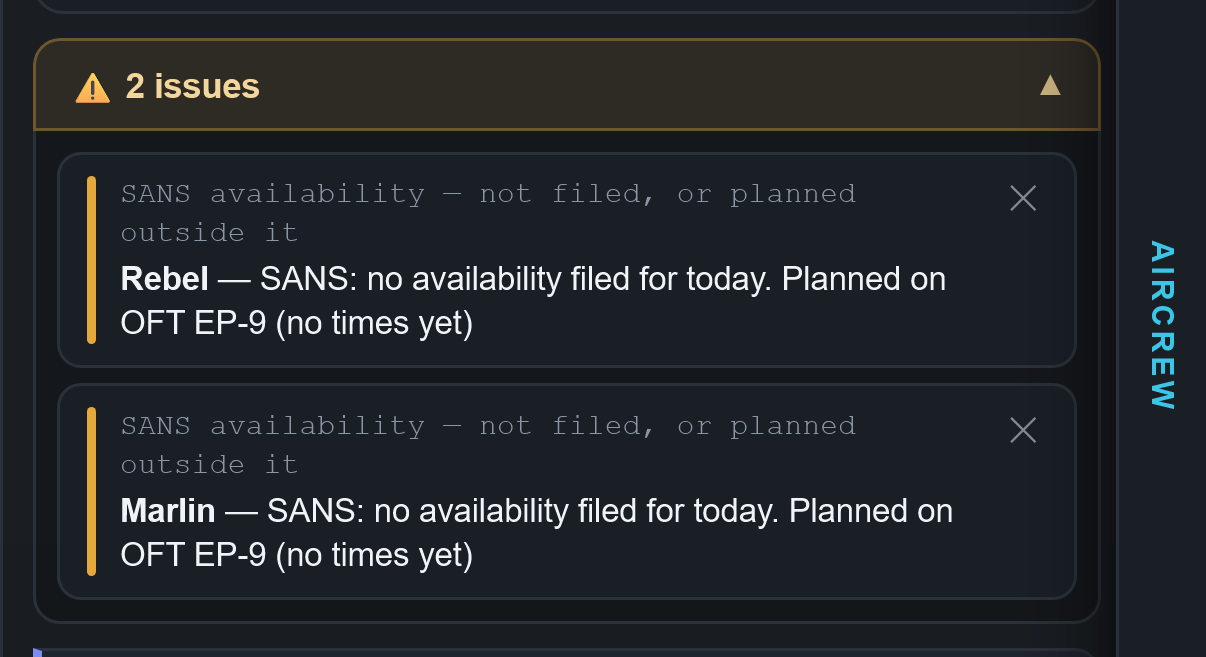 ⚠️ 2 issues ▲
SANS availability — not filed, or planned
outside it
Rebel — SANS: no availability filed for today. Planned on
OFT EP-9 (no times yet)
SANS availability — not filed, or planned
outside it
Marlin — SANS: no availability filed for today. Planned on
OFT EP-9 (no times yet)
AIRCREW